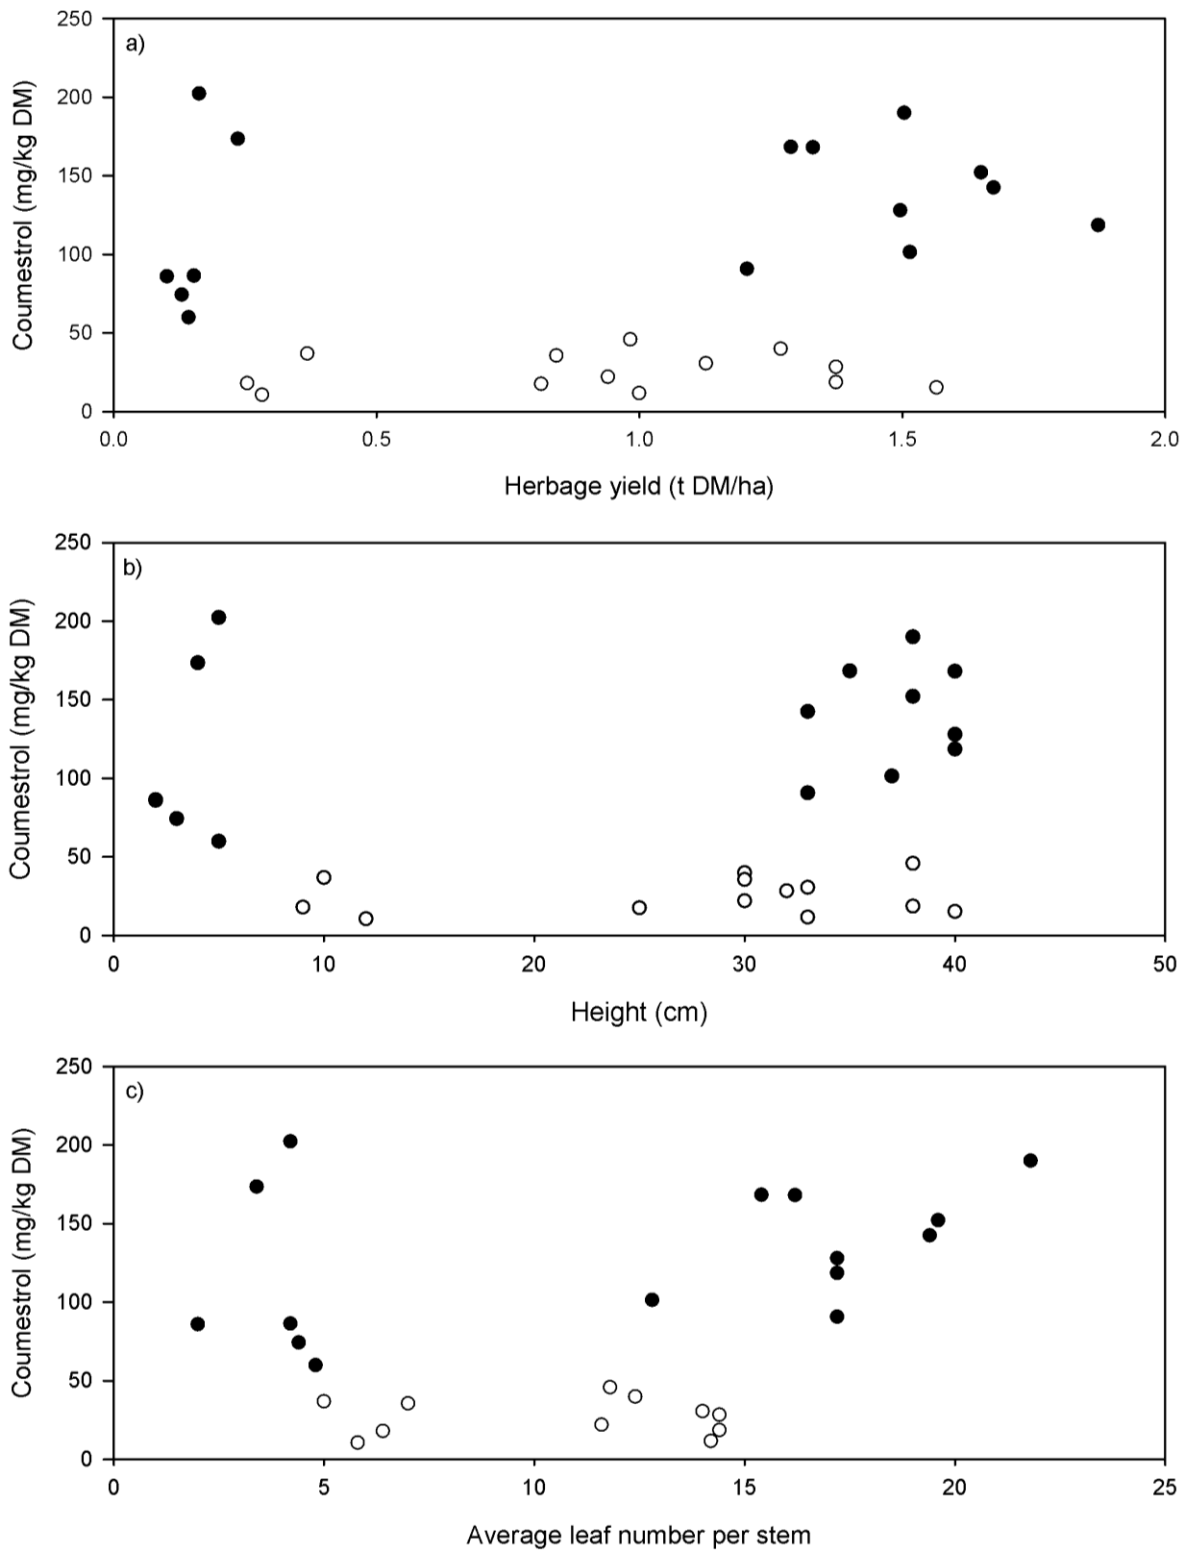 250
a)
200
150
100
50
0
Coumestrol (mg/kg DM)
0.0 0.5 1.0 1.5 2.0
Herbage yield (t DM/ha)
250
b)
200
150
100
50
0
Coumestrol (mg/kg DM)
0 10 20 30 40 50
Height (cm)
250
c)
200
150
100
50
0
Coumestrol (mg/kg DM)
0 5 10 15 20 25
Average leaf number per stem